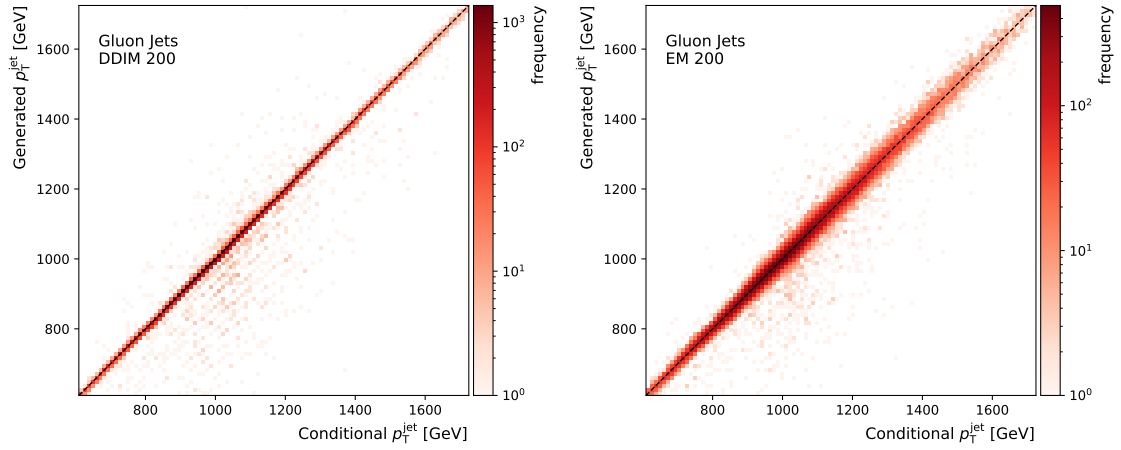 Gluon Jets
DDIM 200
Generated p_T^jet [GeV]
1600
1400
1200
1000
800
800 1000 1200 1400 1600
Conditional p_T^jet [GeV]
frequency
10^3
10^2
10^1
10^0
Gluon Jets
EM 200
Generated p_T^jet [GeV]
1600
1400
1200
1000
800
800 1000 1200 1400 1600
Conditional p_T^jet [GeV]
frequency
10^2
10^1
10^0